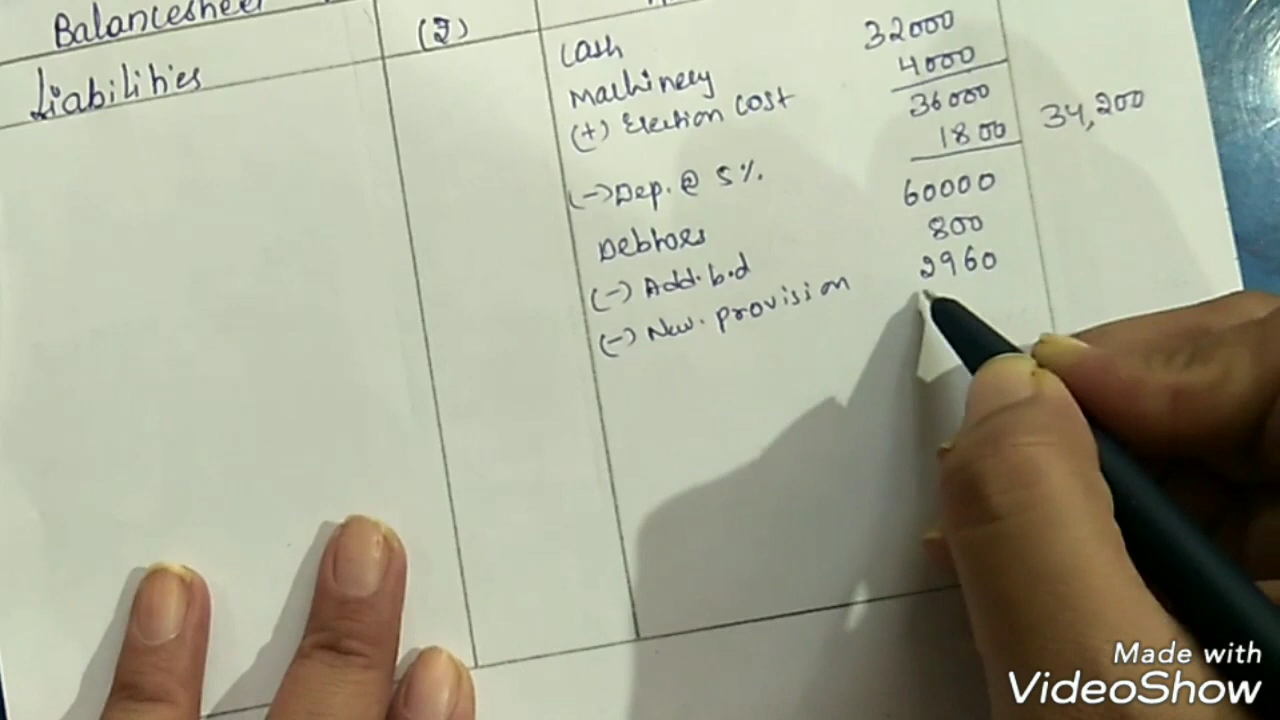 Balancesheet
(₹)
Liabilities
Cash
Machinery 32000
(+) Erection cost 4000
36000
(-) Dep. @ 5%. 1800 34,200
Debtors 60000
(-) Add. b.d 800
(-) New. provision 2960
Made with
VideoShow